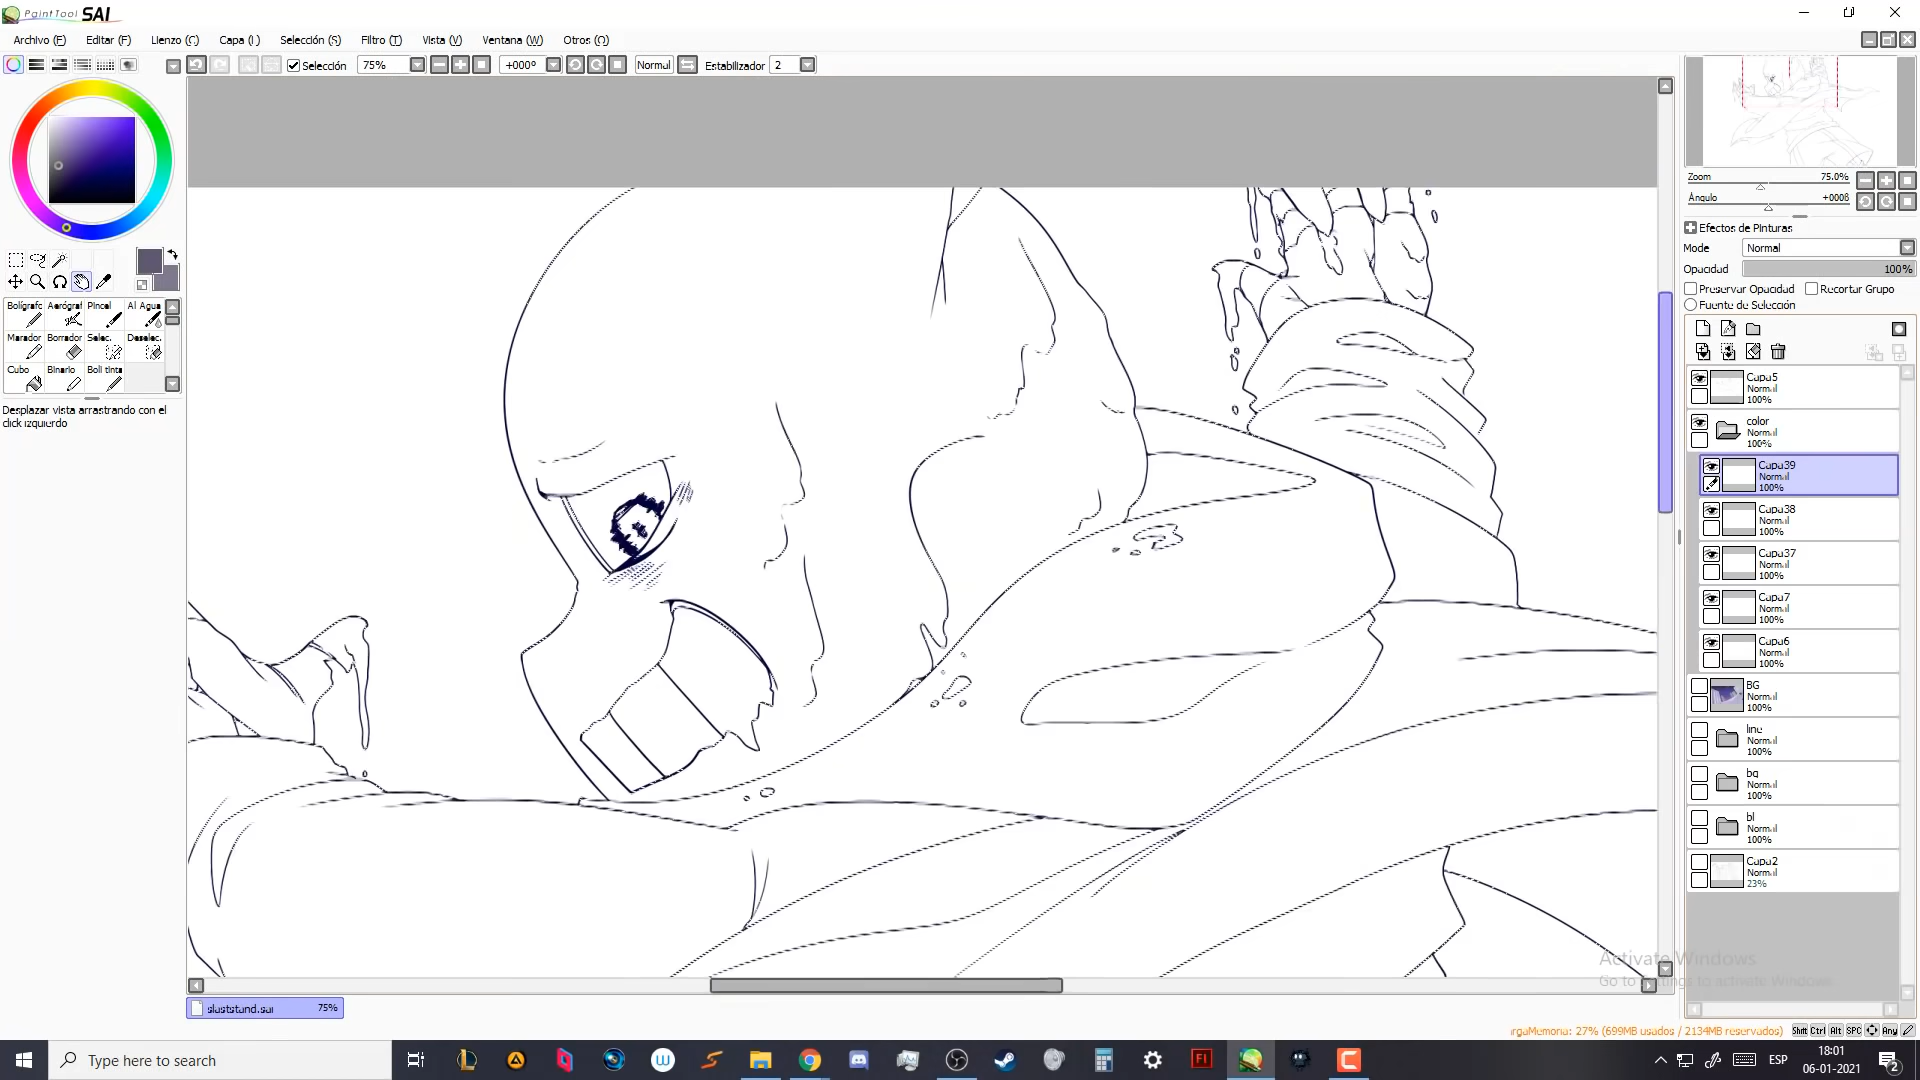 PaintTool SAI
Archivo (F) Editar (F) Lienzo (C) Capa (L) Selección (S) Filtro (T) Vista (V) Ventana (W) Otros (O)
Selección 75% +000º Normal Estabilizador 2
Zoom 75.0%
Ángulo +000ß
Efectos de Pinturas
Modo Normal
Opacidad 100%
Preservar Opacidad Recortar Grupo
Fuente de Selección
Bolígrafo Aerógraf Pincel Al Agua
Marador Borrador Selec. Deselec.
Cubo Binario Boli tinta
Desplazar vista arrastrando con el
click izquierdo
Capa5
Normal
100%
color
Normal
100%
Capa39
Normal
100%
Capa38
Normal
100%
Capa37
Normal
100%
Capa7
Normal
100%
Capa6
Normal
100%
BG
Normal
100%
line
Normal
100%
bg
Normal
100%
bl
Normal
100%
Capa2
Normal
23%
Activate Windows
Go to Settings to activate Windows.
slaststand.sai 75%
rgaMemoria: 27% (699MB usados / 2134MB reservados) Shift Ctrl Alt SPC Any
Type here to search
ESP
18:01
06-01-2021
2